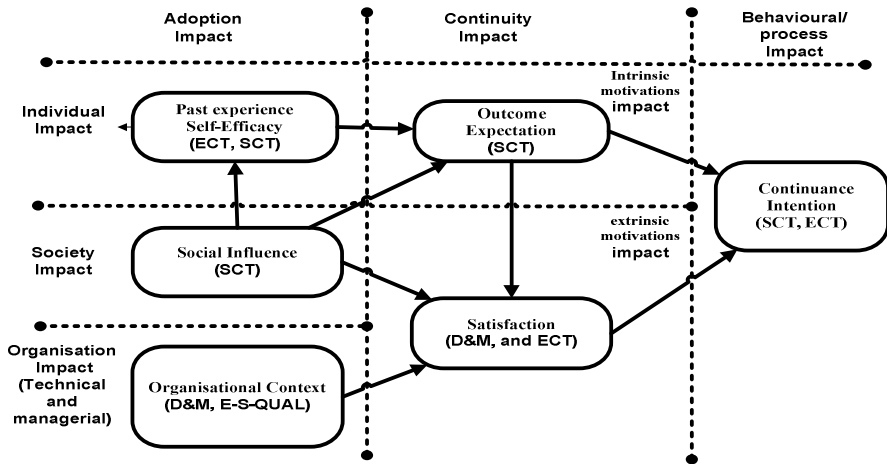 Adoption
Impact
Continuity
Impact
Behavioural/
process
Impact
Individual
Impact
Past experience
Self-Efficacy
(ECT, SCT)
Outcome
Expectation
(SCT)
Intrinsic
motivations
impact
Continuance
Intention
(SCT, ECT)
Society
Impact
Social Influence
(SCT)
extrinsic
motivations
impact
Satisfaction
(D&M, and ECT)
Organisation
Impact
(Technical
and
managerial)
Organisational Context
(D&M, E-S-QUAL)